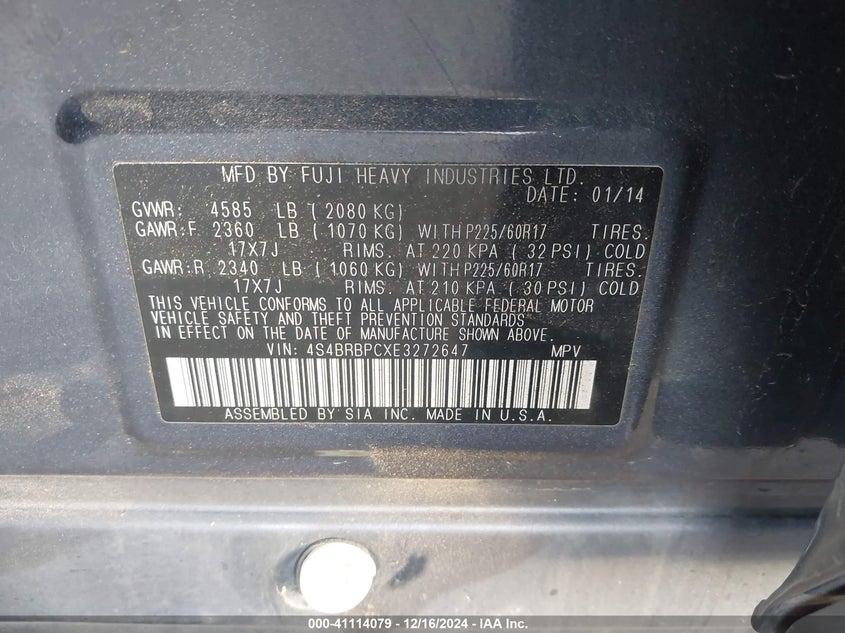 MFD BY FUJI HEAVY INDUSTRIES LTD.
DATE: 01/14
GVWR: 4585 LB ( 2080 KG)
GAWR:F 2360 LB ( 1070 KG) WITH P225/60R17 TIRES.
17X7J RIMS. AT 220 KPA ( 32 PSI) COLD
GAWR:R 2340 LB ( 1060 KG) WITH P225/60R17 TIRES.
17X7J RIMS. AT 210 KPA ( 30 PSI) COLD
THIS VEHICLE CONFORMS TO ALL APPLICABLE FEDERAL MOTOR
VEHICLE SAFETY AND THEFT PREVENTION STANDARDS
IN EFFECT ON THE DATE OF MANUFACTURE SHOWN ABOVE.
VIN: 4S4BRBPCXE3272647 MPV
ASSEMBLED BY SIA INC. MADE IN U.S.A.
000-41114079 - 12/16/2024 - IAA Inc.